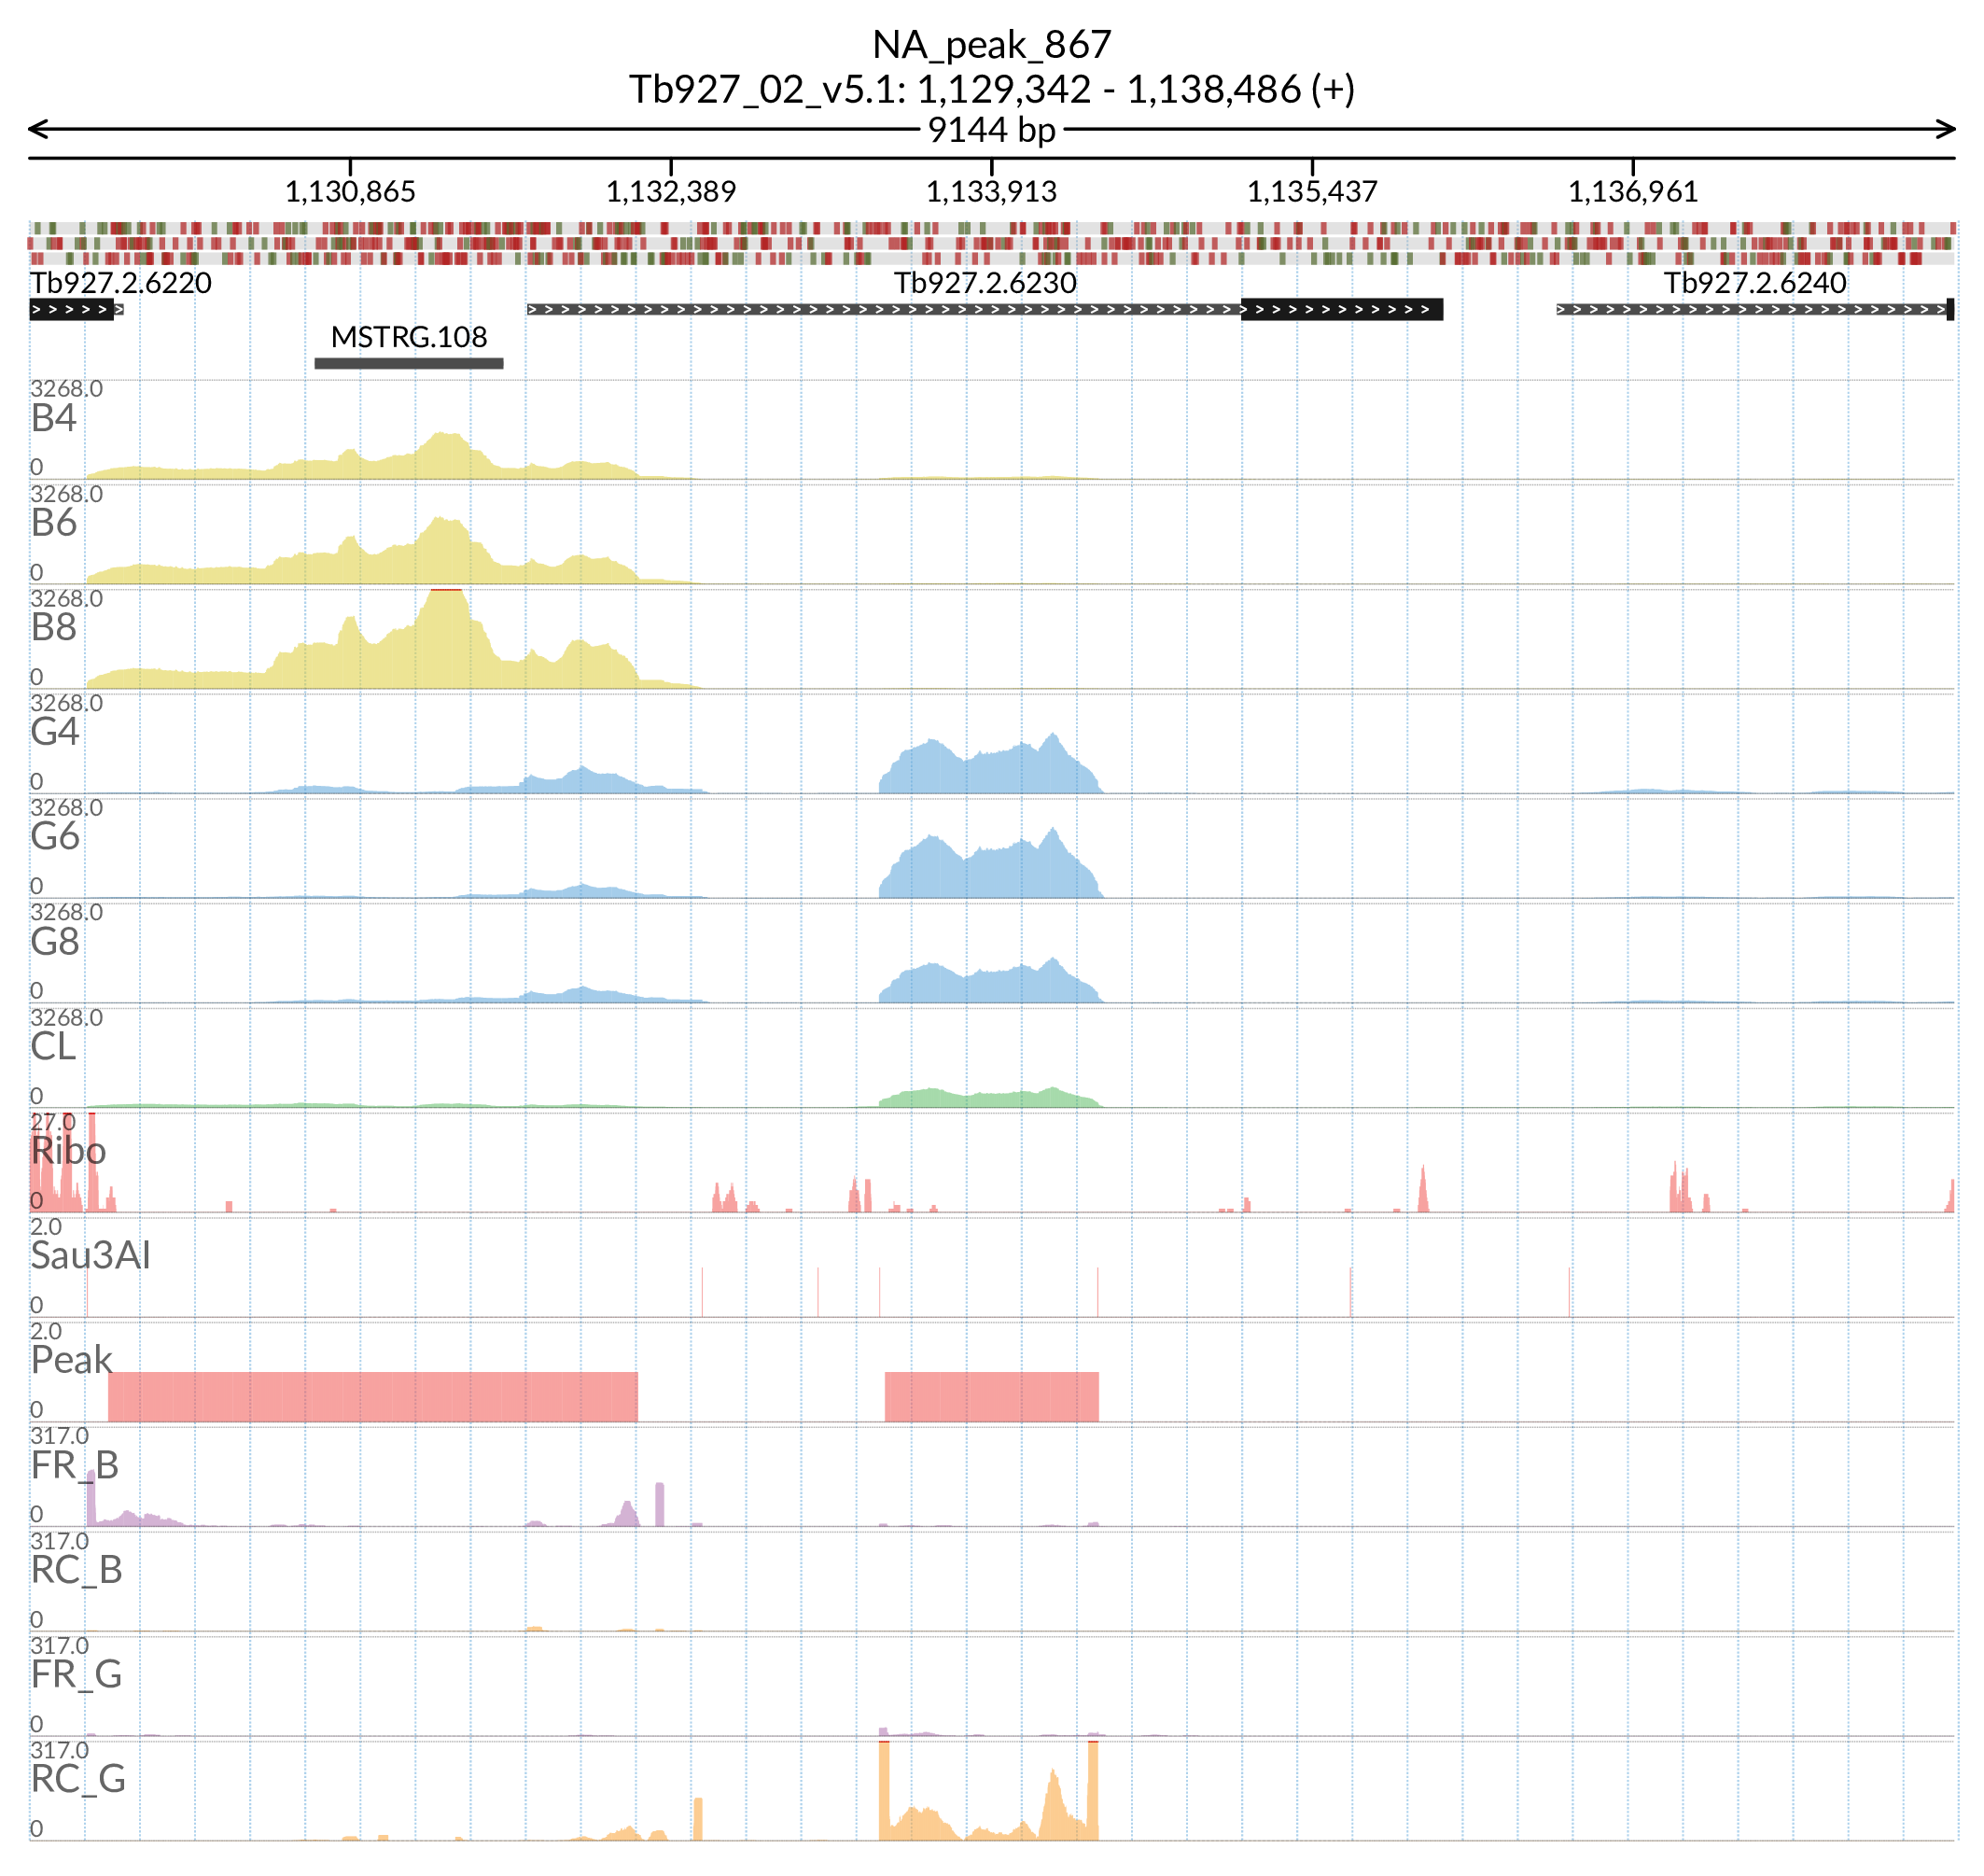 NA_peak_867
Tb927_02_v5.1: 1,129,342 - 1,138,486 (+)
9144 bp
1,130,865 1,132,389 1,133,913 1,135,437 1,136,961
Tb927.2.6220 Tb927.2.6230 Tb927.2.6240
MSTRG.108
3268.0
B4
0
3268.0
B6
0
3268.0
B8
0
3268.0
G4
0
3268.0
G6
0
3268.0
G8
0
3268.0
CL
0
27.0
Ribo
0
2.0
Sau3AI
0
2.0
Peak
0
317.0
FR_B
0
317.0
RC_B
0
317.0
FR_G
0
317.0
RC_G
0